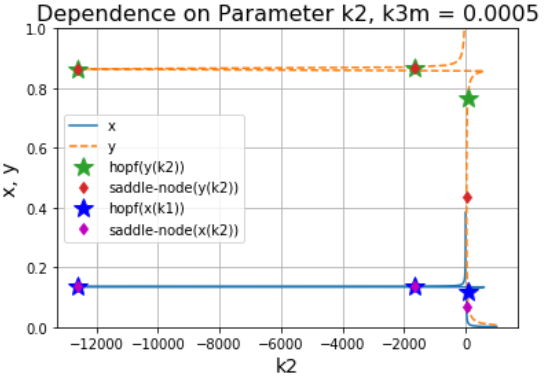 Dependence on Parameter k2, k3m = 0.0005
1.0
0.8
0.6
0.4
0.2
0.0
x, y
x
y
hopf(y(k2))
saddle-node(y(k2))
hopf(x(k1))
saddle-node(x(k2))
−12000 −10000 −8000 −6000 −4000 −2000 0
k2